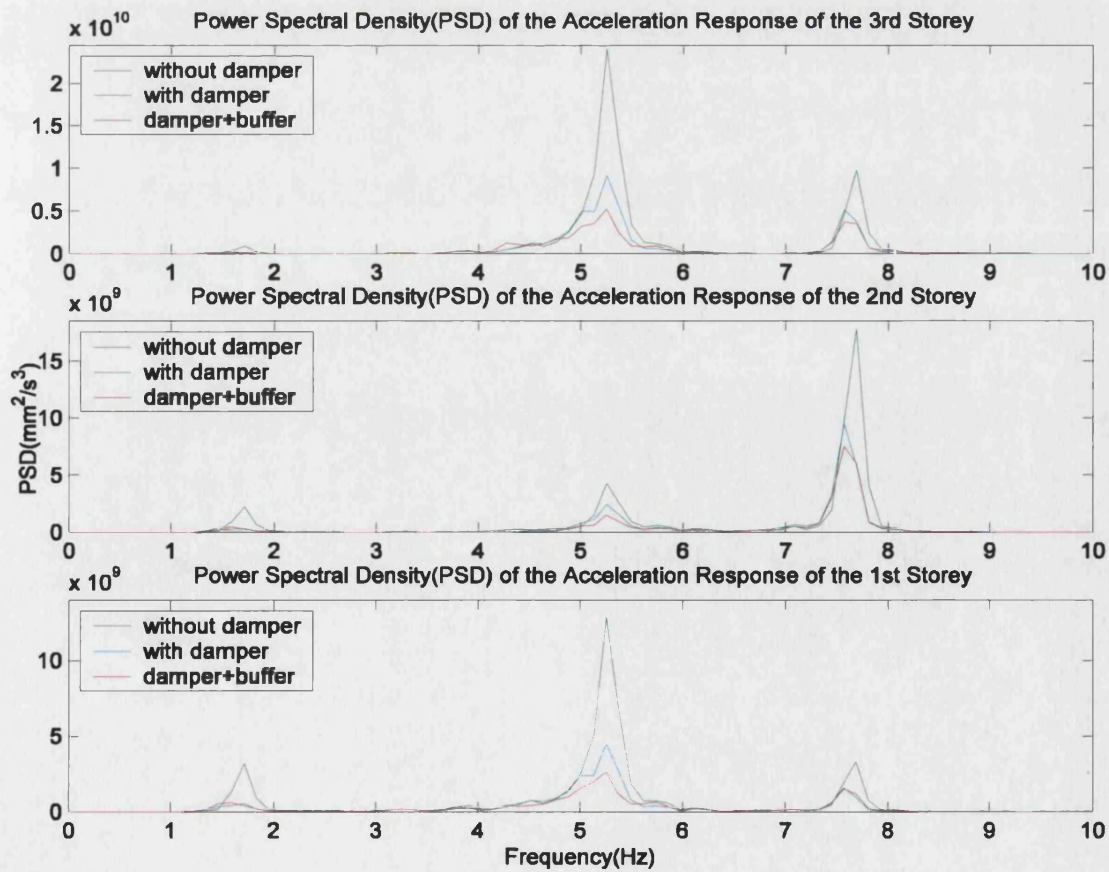 x 10^10
Power Spectral Density(PSD) of the Acceleration Response of the 3rd Storey
without damper
with damper
damper+buffer
2
1.5
1
0.5
0
0 1 2 3 4 5 6 7 8 9 10
x 10^9
Power Spectral Density(PSD) of the Acceleration Response of the 2nd Storey
without damper
with damper
damper+buffer
15
10
5
0
PSD(mm^2/s^3)
0 1 2 3 4 5 6 7 8 9 10
x 10^9
Power Spectral Density(PSD) of the Acceleration Response of the 1st Storey
without damper
with damper
damper+buffer
10
5
0
0 1 2 3 4 5 6 7 8 9 10
Frequency(Hz)